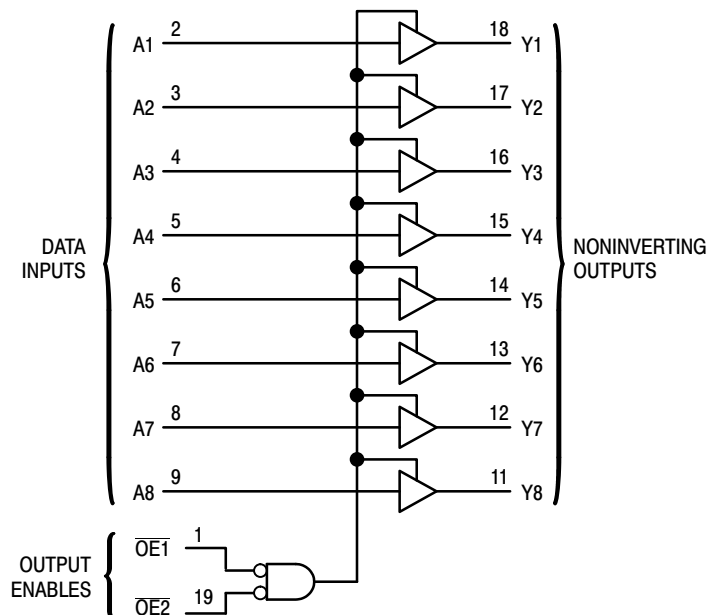 A1 2 18 Y1
A2 3 17 Y2
A3 4 16 Y3
A4 5 15 Y4
DATA INPUTS
NONINVERTING OUTPUTS
A5 6 14 Y5
A6 7 13 Y6
A7 8 12 Y7
A8 9 11 Y8
OUTPUT ENABLES
O̅E̅1̅ 1
O̅E̅2̅ 19